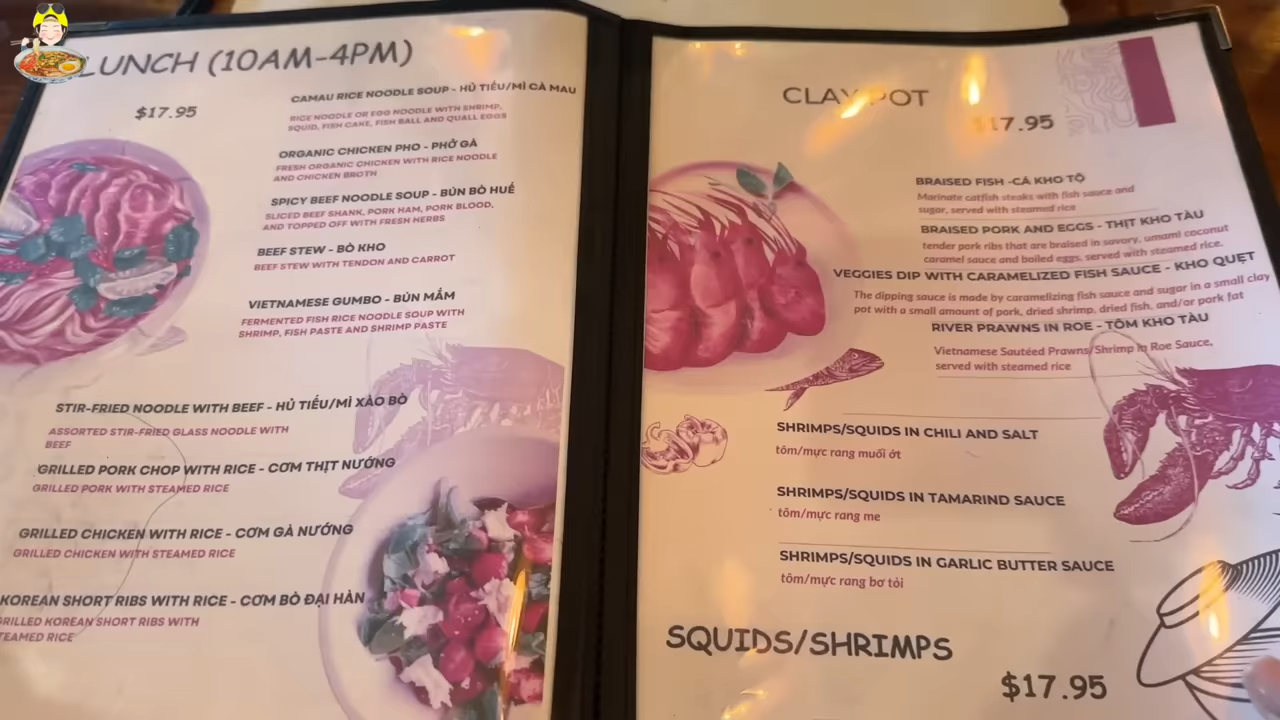 LUNCH (10AM-4PM)
$17.95
CAMAU RICE NOODLE SOUP - HỦ TIẾU/MÌ CÀ MAU
RICE NOODLE OR EGG NOODLE WITH SHRIMP,
SQUID, FISH CAKE, FISH BALL AND QUALL EGGS
ORGANIC CHICKEN PHO - PHỞ GÀ
FRESH ORGANIC CHICKEN WITH RICE NOODLE
AND CHICKEN BROTH
SPICY BEEF NOODLE SOUP - BÚN BÒ HUẾ
SLICED BEEF SHANK, PORK HAM, PORK BLOOD,
AND TOPPED OFF WITH FRESH HERBS
BEEF STEW - BÒ KHO
BEEF STEW WITH TENDON AND CARROT
VIETNAMESE GUMBO - BÚN MẮM
FERMENTED FISH RICE NOODLE SOUP WITH
SHRIMP, FISH PASTE AND SHRIMP PASTE
STIR-FRIED NOODLE WITH BEEF - HỦ TIẾU/MÌ XÀO BÒ
ASSORTED STIR-FRIED GLASS NOODLE WITH
BEEF
GRILLED PORK CHOP WITH RICE - CƠM THỊT NƯỚNG
GRILLED PORK WITH STEAMED RICE
GRILLED CHICKEN WITH RICE - CƠM GÀ NƯỚNG
GRILLED CHICKEN WITH STEAMED RICE
KOREAN SHORT RIBS WITH RICE - CƠM BÒ ĐẠI HÀN
GRILLED KOREAN SHORT RIBS WITH
STEAMED RICE
CLAY POT
$17.95
BRAISED FISH -CÁ KHO TỘ
Marinate catfish steaks with fish sauce and
sugar, served with steamed rice
BRAISED PORK AND EGGS - THỊT KHO TÀU
tender pork ribs that are braised in savory, umami coconut
caramel sauce and boiled eggs, served with steamed rice.
VEGGIES DIP WITH CARAMELIZED FISH SAUCE - KHO QUẸT
The dipping sauce is made by caramelizing fish sauce and sugar in a small clay
pot with a small amount of pork, dried shrimp, dried fish, and/or pork fat
RIVER PRAWNS IN ROE - TÔM KHO TÀU
Vietnamese Sautéed Prawns/Shrimp in Roe Sauce,
served with steamed rice
SHRIMPS/SQUIDS IN CHILI AND SALT
tôm/mực rang muối ớt
SHRIMPS/SQUIDS IN TAMARIND SAUCE
tôm/mực rang me
SHRIMPS/SQUIDS IN GARLIC BUTTER SAUCE
tôm/mực rang bơ tỏi
SQUIDS/SHRIMPS
$17.95